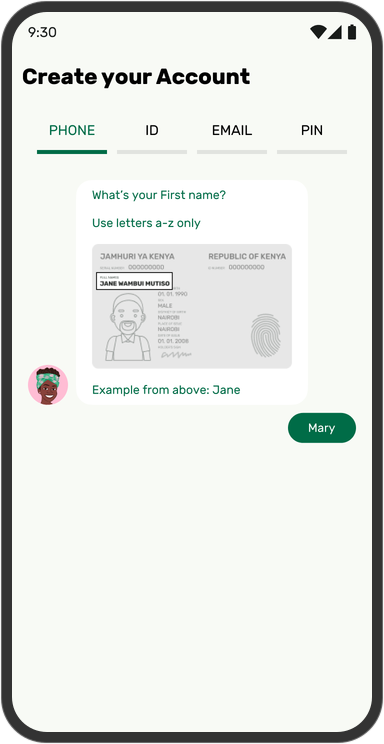 9:30
Create your Account
PHONE ID EMAIL PIN
What's your First name?
Use letters a-z only
JAMHURI YA KENYA REPUBLIC OF KENYA
000000000 000000000
FULL NAMES
JANE WAMBUI MUTISO
01. 01. 1990
MALE
NAIROBI
NAIROBI
01. 01. 2008
Example from above: Jane
Mary